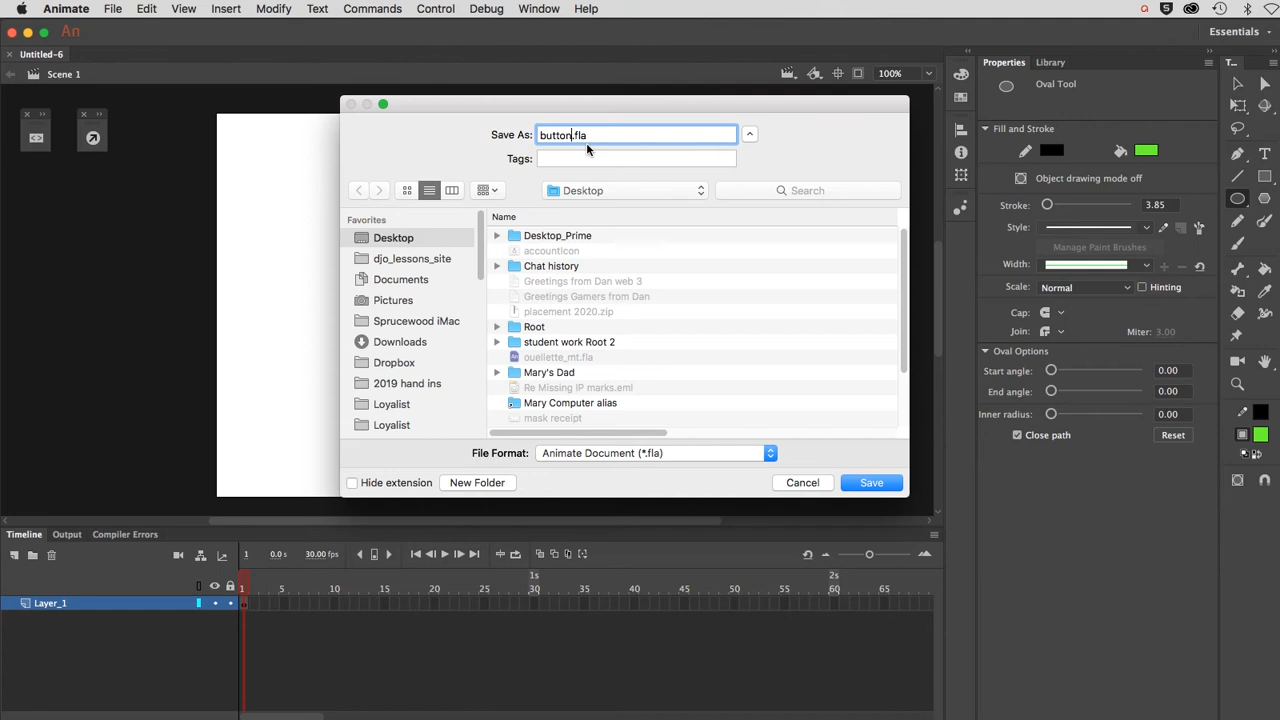 Animate File Edit View Insert Modify Text Commands Control Debug Window Help
An
Essentials
Untitled-6
Scene 1
100%
Save As: button.fla
Tags:
Desktop
Search
Favorites
Desktop
djo_lessons_site
Documents
Pictures
Sprucewood iMac
Downloads
Dropbox
2019 hand ins
Loyalist
Loyalist
Name
Desktop_Prime
accountIcon
Chat history
Greetings from Dan web 3
Greetings Gamers from Dan
placement 2020.zip
Root
student work Root 2
ouellette_mt.fla
Mary's Dad
Re Missing IP marks.eml
Mary Computer alias
mask receipt
File Format: Animate Document (*.fla)
Hide extension New Folder Cancel Save
Properties Library
T...
Oval Tool
Fill and Stroke
Object drawing mode off
Stroke: 3.85
Style:
Manage Paint Brushes
Width:
Scale: Normal Hinting
Cap:
Join: Miter: 3.00
Oval Options
Start angle: 0.00
End angle: 0.00
Inner radius: 0.00
Close path Reset
Timeline Output Compiler Errors
1 0.0 s 30.00 fps
1s 2s
1 5 10 15 20 25 30 35 40 45 50 55 60 65
Layer_1